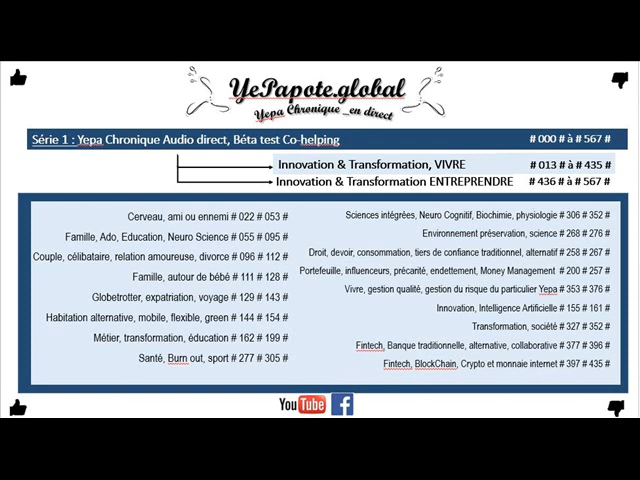 YePapote.global
Yepa Chronique _en direct
Série 1 : Yepa Chronique Audio direct, Béta test Co-helping # 000 # à # 567 #
Innovation & Transformation, VIVRE # 013 # à # 435 #
Innovation & Transformation ENTREPRENDRE # 436 # à # 567 #
Cerveau, ami ou ennemi # 022 # 053 #
Famille, Ado, Education, Neuro Science # 055 # 095 #
Couple, célibataire, relation amoureuse, divorce # 096 # 112 #
Famille, autour de bébé # 111 # 128 #
Globetrotter, expatriation, voyage # 129 # 143 #
Habitation alternative, mobile, flexible, green # 144 # 154 #
Métier, transformation, éducation # 162 # 199 #
Santé, Burn out, sport # 277 # 305 #
Sciences intégrées, Neuro Cognitif, Biochimie, physiologie # 306 # 352 #
Environnement préservation, science # 268 # 276 #
Droit, devoir, consommation, tiers de confiance traditionnel, alternatif # 258 # 267 #
Portefeuille, influenceurs, précarité, endettement, Money Management # 200 # 257 #
Vivre, gestion qualité, gestion du risque du particulier Yepa # 353 # 376 #
Innovation, Intelligence Artificielle # 155 # 161 #
Transformation, société # 327 # 352 #
Fintech, Banque traditionnelle, alternative, collaborative # 377 # 396 #
Fintech, BlockChain, Crypto et monnaie internet # 397 # 435 #
YouTube f